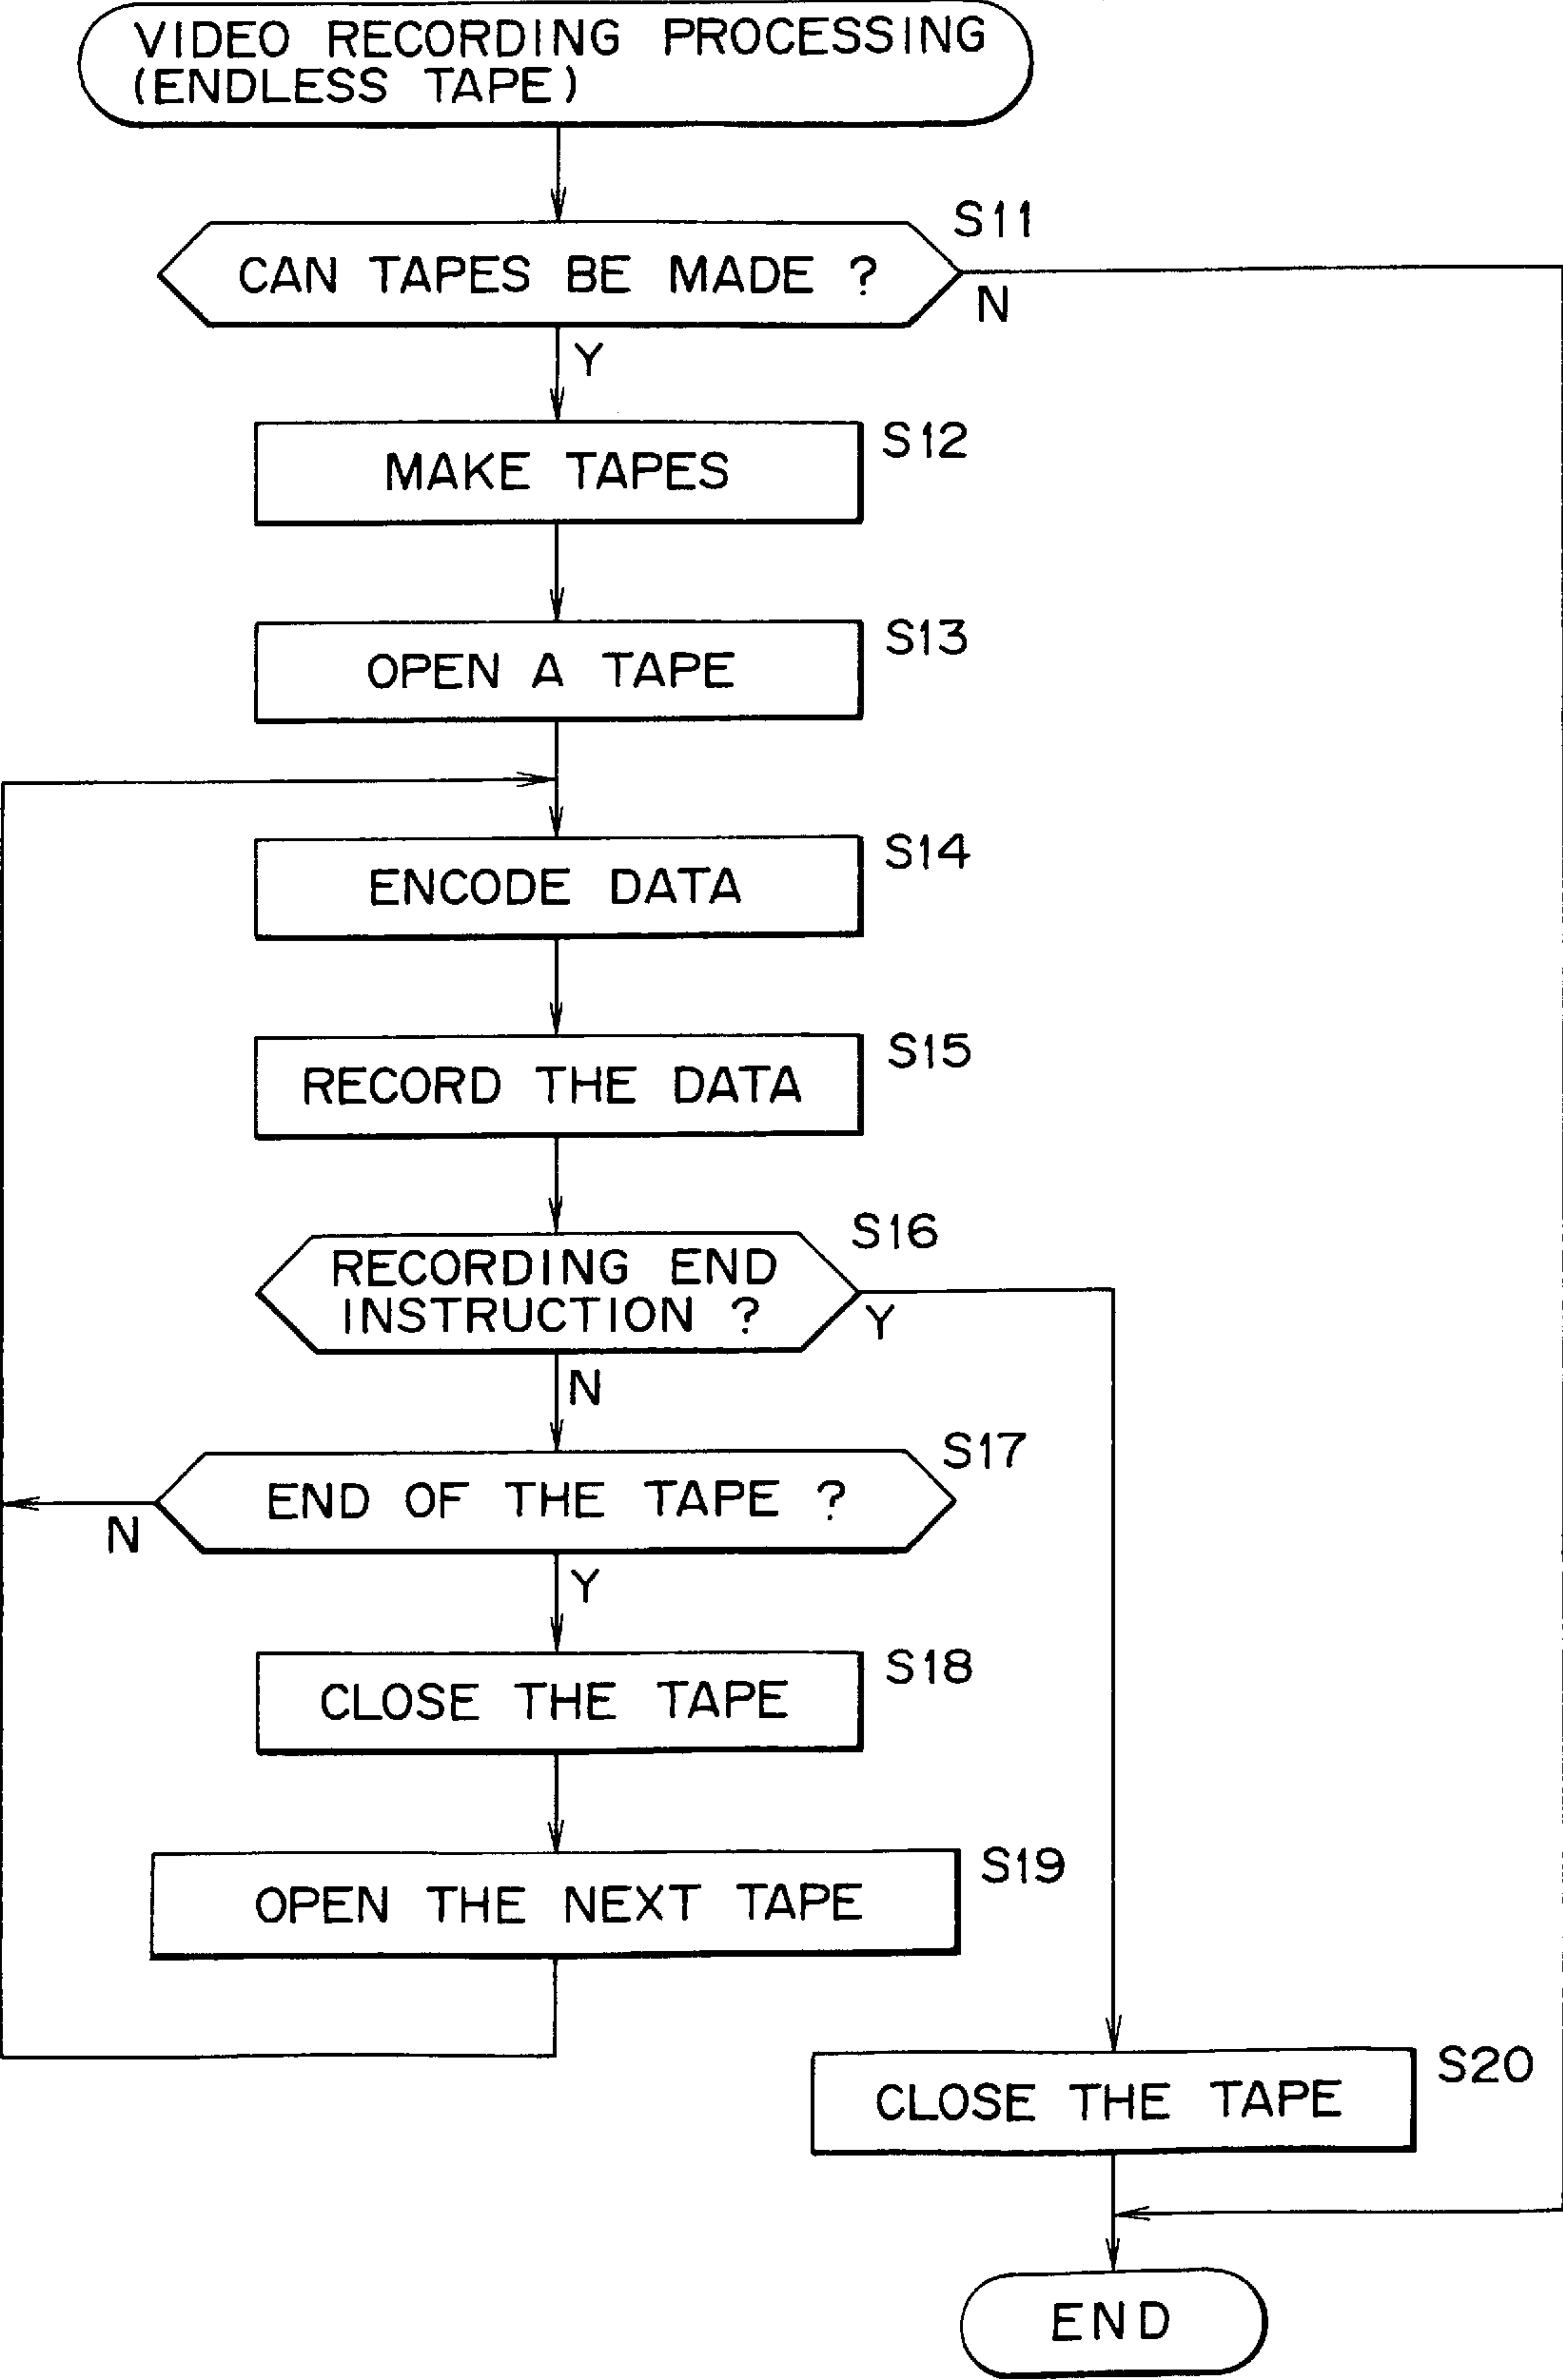 VIDEO RECORDING PROCESSING
(ENDLESS TAPE)
S11
CAN TAPES BE MADE ?
N
Y
S12
MAKE TAPES
S13
OPEN A TAPE
S14
ENCODE DATA
S15
RECORD THE DATA
S16
RECORDING END
INSTRUCTION ?
Y
N
S17
END OF THE TAPE ?
N
Y
S18
CLOSE THE TAPE
S19
OPEN THE NEXT TAPE
S20
CLOSE THE TAPE
END